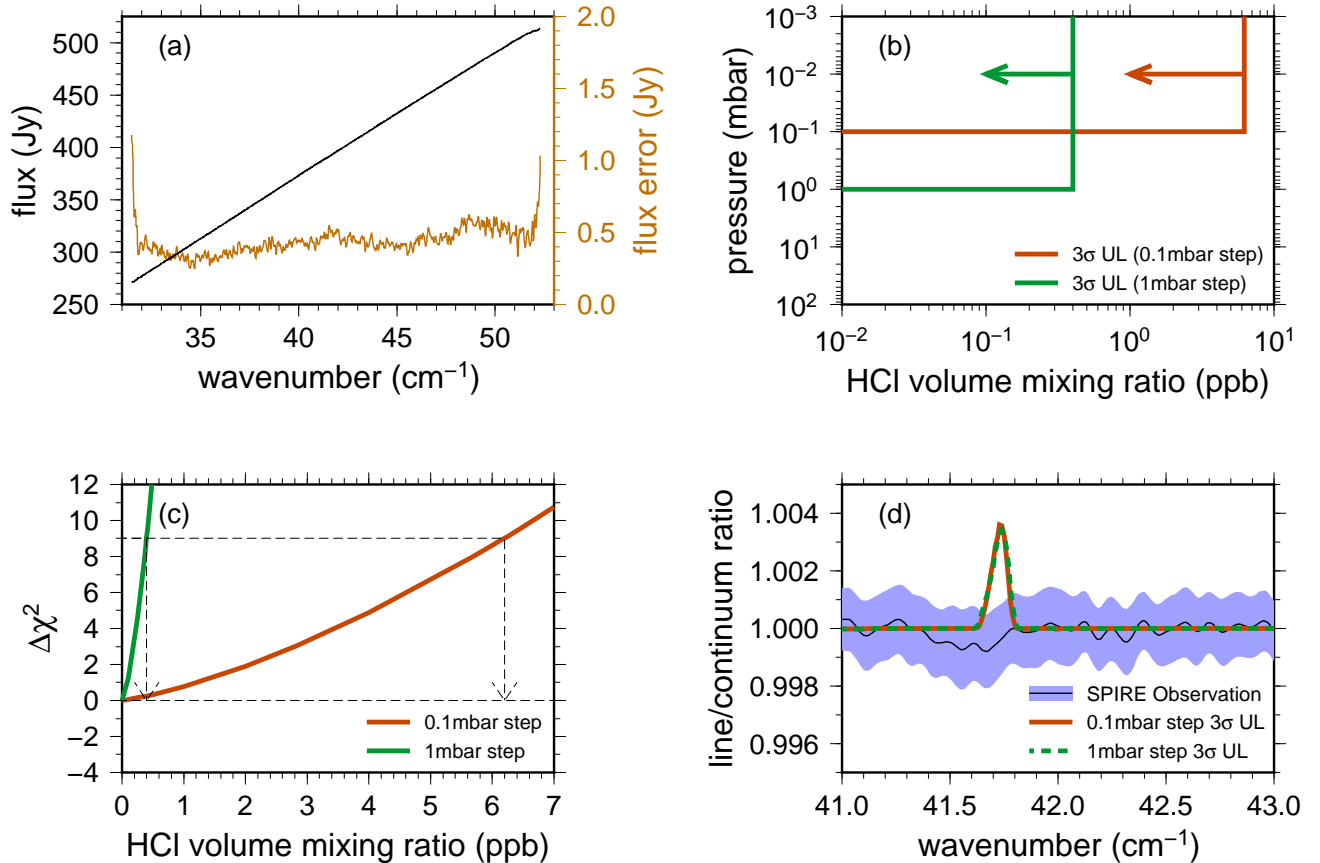 (a)
flux (Jy)
500
450
400
350
300
250
2.0
1.5
1.0
0.5
0.0
flux error (Jy)
35 40 45 50
wavenumber (cm⁻¹)
(b)
pressure (mbar)
10⁻³
10⁻²
10⁻¹
10⁰
10¹
10²
3σ UL (0.1mbar step)
3σ UL (1mbar step)
10⁻² 10⁻¹ 10⁰ 10¹
HCl volume mixing ratio (ppb)
(c)
Δχ²
12
10
8
6
4
2
0
−2
−4
0.1mbar step
1mbar step
0 1 2 3 4 5 6 7
HCl volume mixing ratio (ppb)
(d)
line/continuum ratio
1.004
1.002
1.000
0.998
0.996
SPIRE Observation
0.1mbar step 3σ UL
1mbar step 3σ UL
41.0 41.5 42.0 42.5 43.0
wavenumber (cm⁻¹)